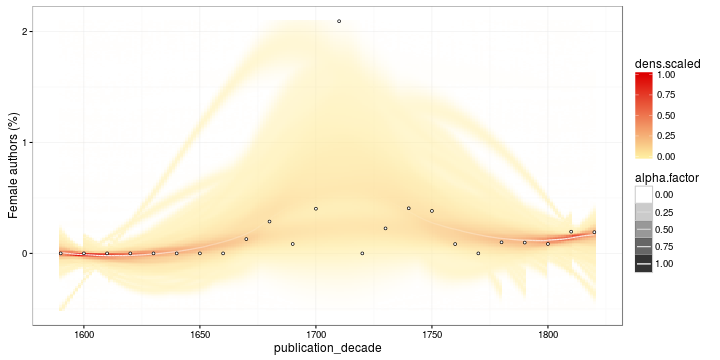 2
1
0
Female authors (%)
1600 1650 1700 1750 1800
publication_decade
dens.scaled
1.00
0.75
0.50
0.25
0.00
alpha.factor
0.00
0.25
0.50
0.75
1.00